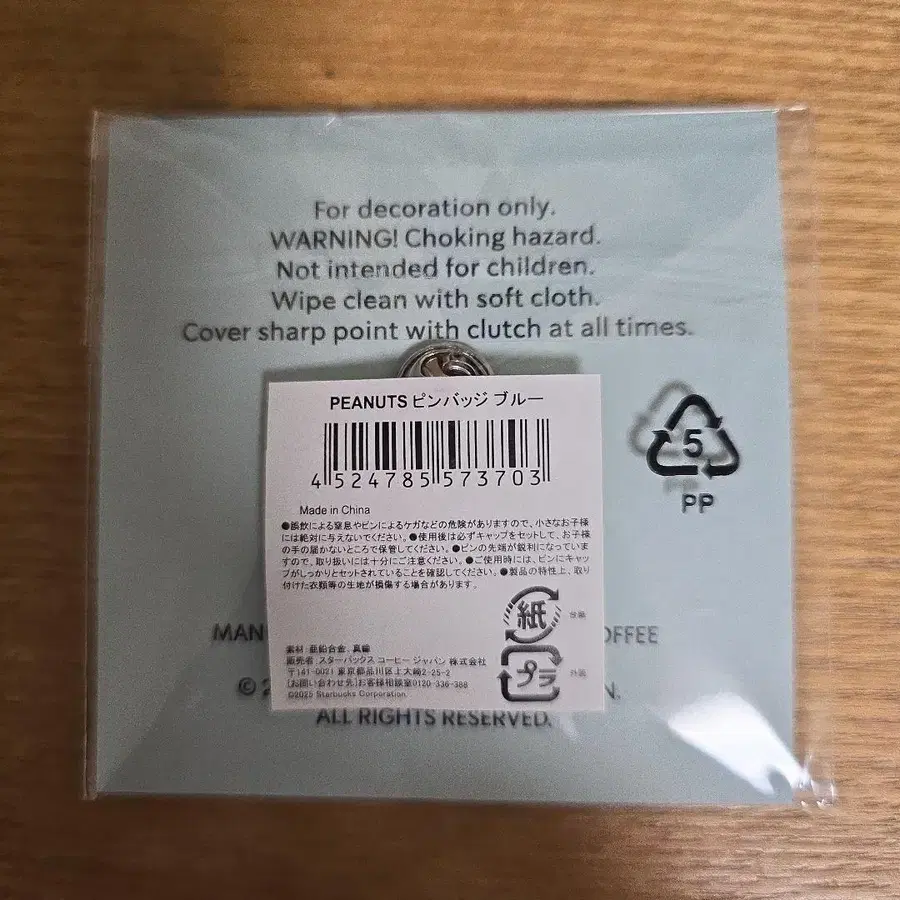 For decoration only.
WARNING! Choking hazard.
Not intended for children.
Wipe clean with soft cloth.
Cover sharp point with clutch at all times.
PEANUTS ピンバッジ ブルー
4 524785 573703
Made in China
●誤飲による窒息やピンによるケガなどの危険がありますので、小さなお子様
には絶対に与えないでください。●使用後は必ずキャップをセットして、お子様
の手の届かないところで保管してください。●ピンの先端が鋭利になっていま
すので、取り扱いには十分にご注意ください。●ご使用時には、ピンにキャッ
プがしっかりとセットされていることを確認してください。●製品の特性上、取り
付けた衣類等の生地が損傷する場合があります。
5
PP
紙
台紙
プラ
外装
素材：亜鉛合金、真鍮
販売者：スターバックス コーヒー ジャパン 株式会社
〒141-0021 東京都品川区上大崎2-25-2
[お問い合わせ先]お客様相談室0120-336-388
©2025 Starbucks Corporation.
ALL RIGHTS RESERVED.